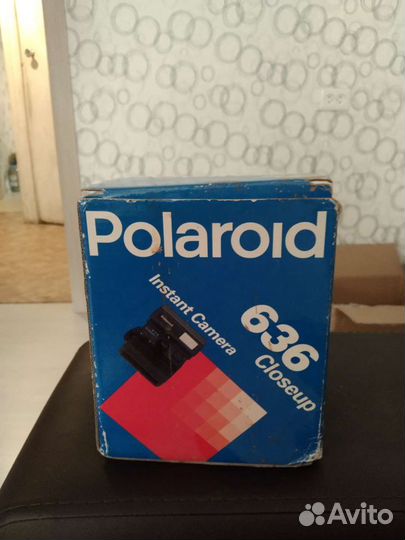 Polaroid
Instant Camera
636
Closeup
Avito